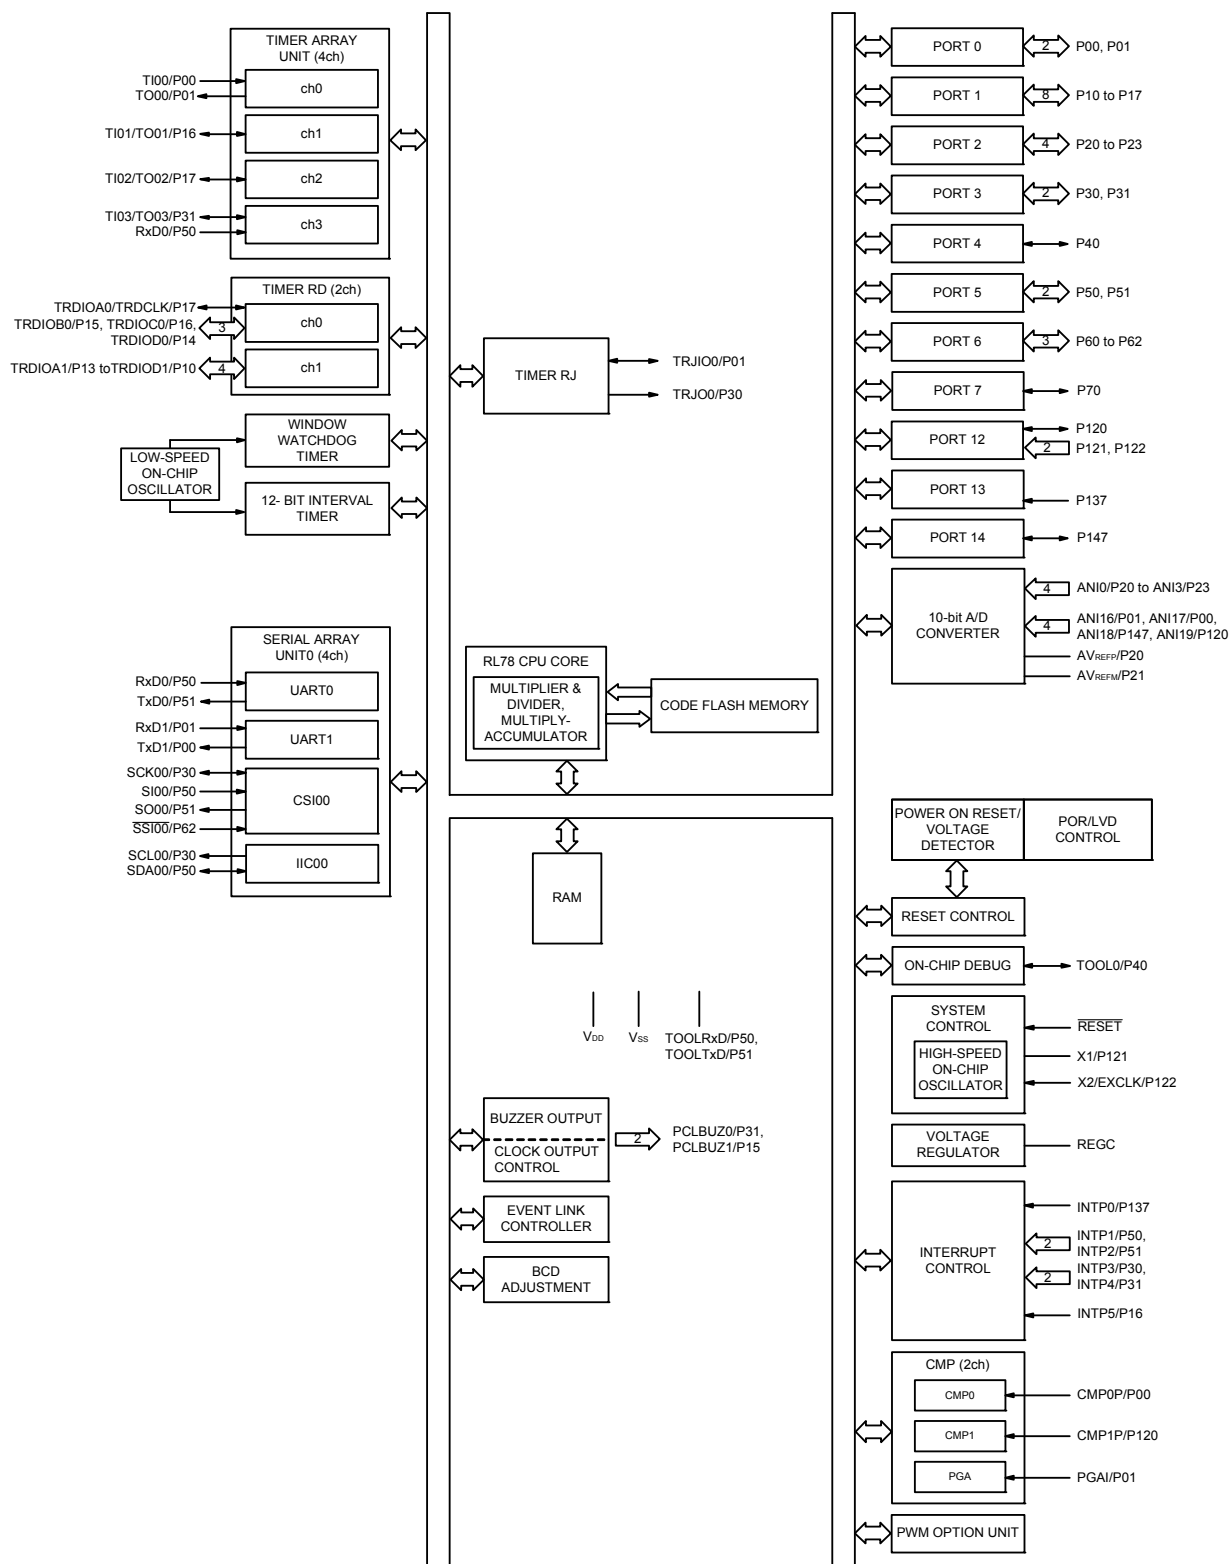 TIMER ARRAY
UNIT (4ch)
TI00/P00
TO00/P01
ch0
TI01/TO01/P16
ch1
TI02/TO02/P17
ch2
TI03/TO03/P31
RxD0/P50
ch3
TIMER RD (2ch)
TRDIOA0/TRDCLK/P17
TRDIOB0/P15, TRDIOC0/P16,
TRDIOD0/P14
3
ch0
TRDIOA1/P13 toTRDIOD1/P10
4
ch1
WINDOW
WATCHDOG
TIMER
LOW-SPEED
ON-CHIP
OSCILLATOR
12- BIT INTERVAL
TIMER
SERIAL ARRAY
UNIT0 (4ch)
RxD0/P50
TxD0/P51
UART0
RxD1/P01
TxD1/P00
UART1
SCK00/P30
SI00/P50
SO00/P51
SSI00/P62
CSI00
SCL00/P30
SDA00/P50
IIC00
TIMER RJ
TRJIO0/P01
TRJO0/P30
RL78 CPU CORE
MULTIPLIER &
DIVIDER,
MULTIPLY-
ACCUMULATOR
CODE FLASH MEMORY
RAM
VDD
VSS
TOOLRxD/P50,
TOOLTxD/P51
BUZZER OUTPUT
CLOCK OUTPUT
CONTROL
2
PCLBUZ0/P31,
PCLBUZ1/P15
EVENT LINK
CONTROLLER
BCD
ADJUSTMENT
PORT 0
2
P00, P01
PORT 1
8
P10 to P17
PORT 2
4
P20 to P23
PORT 3
2
P30, P31
PORT 4
P40
PORT 5
2
P50, P51
PORT 6
3
P60 to P62
PORT 7
P70
PORT 12
P120
2
P121, P122
PORT 13
P137
PORT 14
P147
10-bit A/D
CONVERTER
4
ANI0/P20 to ANI3/P23
4
ANI16/P01, ANI17/P00,
ANI18/P147, ANI19/P120
AVREFP/P20
AVREFM/P21
POWER ON RESET/
VOLTAGE
DETECTOR
POR/LVD
CONTROL
RESET CONTROL
ON-CHIP DEBUG
TOOL0/P40
SYSTEM
CONTROL
HIGH-SPEED
ON-CHIP
OSCILLATOR
RESET
X1/P121
X2/EXCLK/P122
VOLTAGE
REGULATOR
REGC
INTERRUPT
CONTROL
INTP0/P137
2
INTP1/P50,
INTP2/P51
2
INTP3/P30,
INTP4/P31
INTP5/P16
CMP (2ch)
CMP0
CMP0P/P00
CMP1
CMP1P/P120
PGA
PGAI/P01
PWM OPTION UNIT